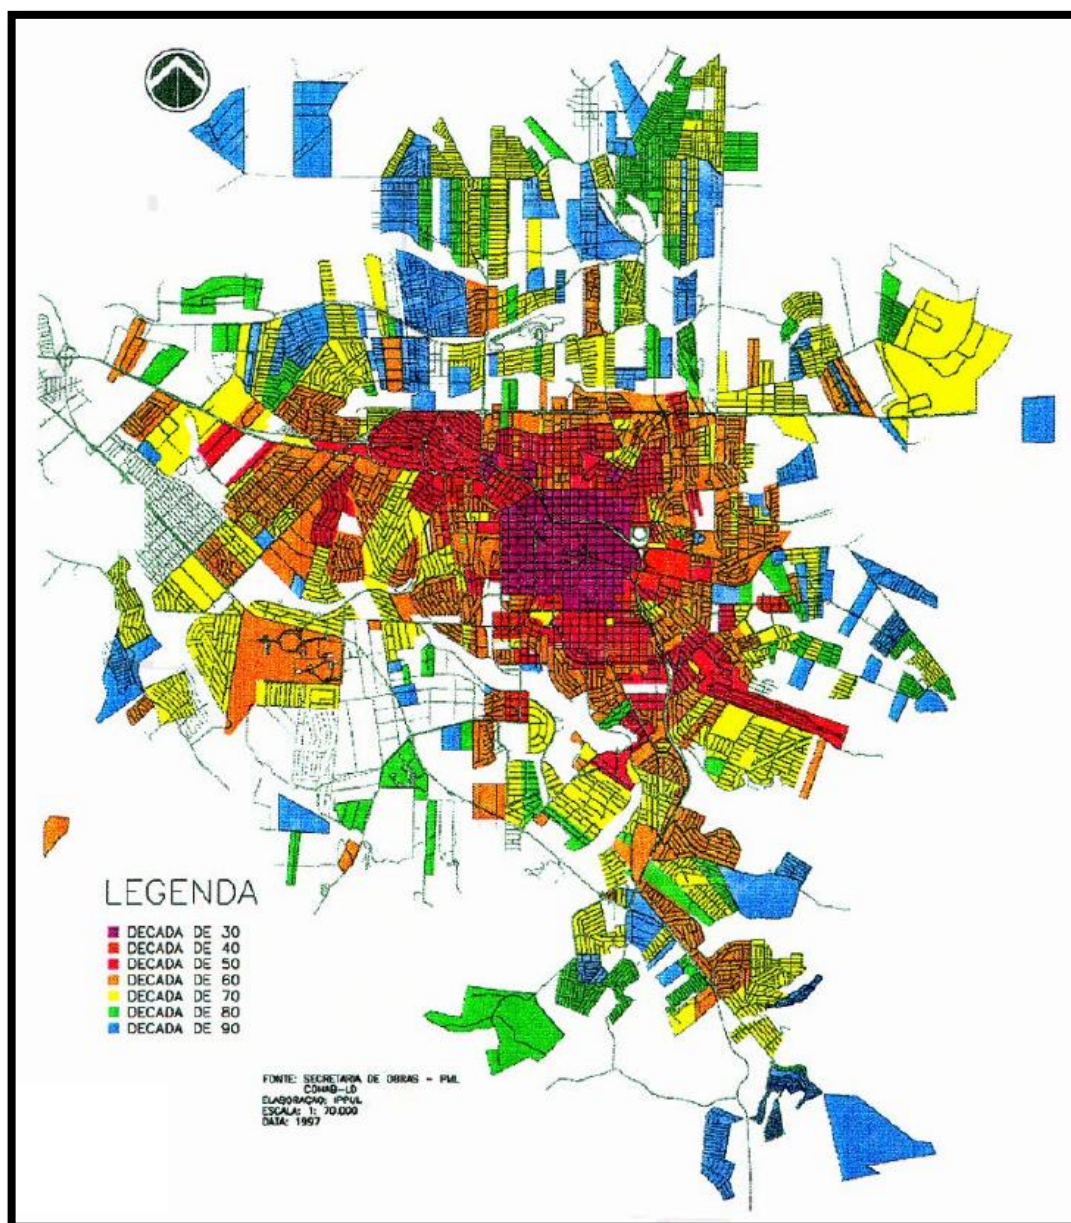 LEGENDA
DECADA DE 30
DECADA DE 40
DECADA DE 50
DECADA DE 60
DECADA DE 70
DECADA DE 80
DECADA DE 90
FONTE: SECRETARIA DE OBRAS - PML
COHAB-LD
ELABORAÇÃO: IPPUL
ESCALA: 1: 70.000
DATA: 1997